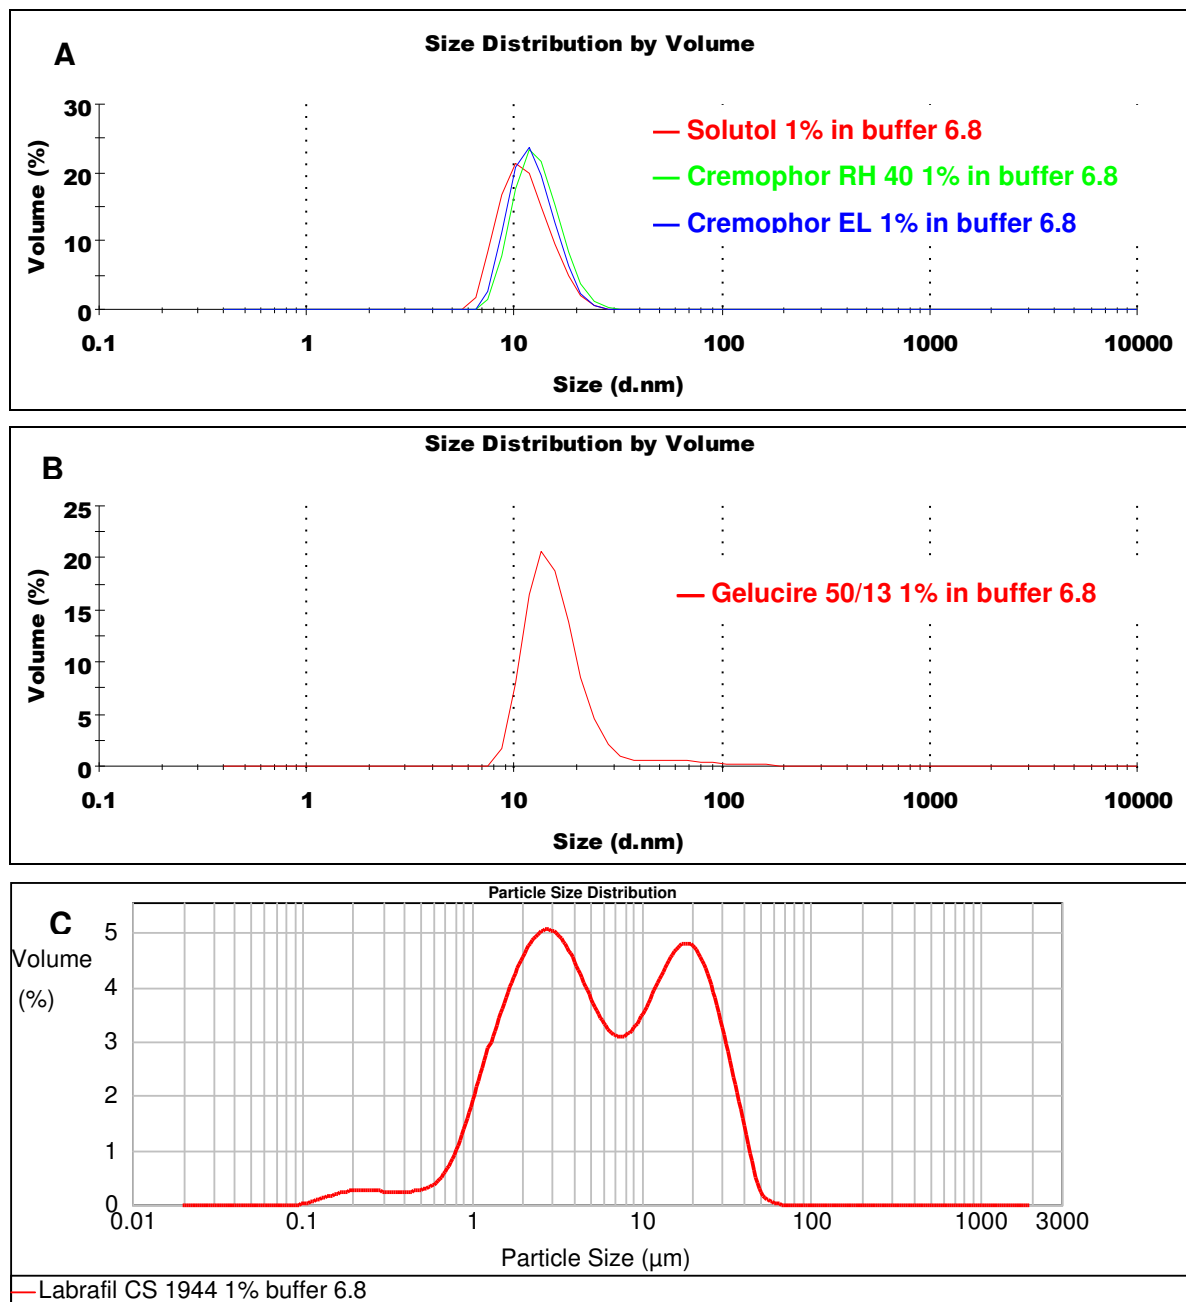 A
Size Distribution by Volume
30
20
10
0
Volume (%)
Solutol 1% in buffer 6.8
Cremophor RH 40 1% in buffer 6.8
Cremophor EL 1% in buffer 6.8
0.1 1 10 100 1000 10000
Size (d.nm)
B
Size Distribution by Volume
25
20
15
10
5
0
Volume (%)
Gelucire 50/13 1% in buffer 6.8
0.1 1 10 100 1000 10000
Size (d.nm)
C
Particle Size Distribution
Volume
(%)
5
4
3
2
1
0
0.01 0.1 1 10 100 1000 3000
Particle Size (µm)
Labrafil CS 1944 1% buffer 6.8